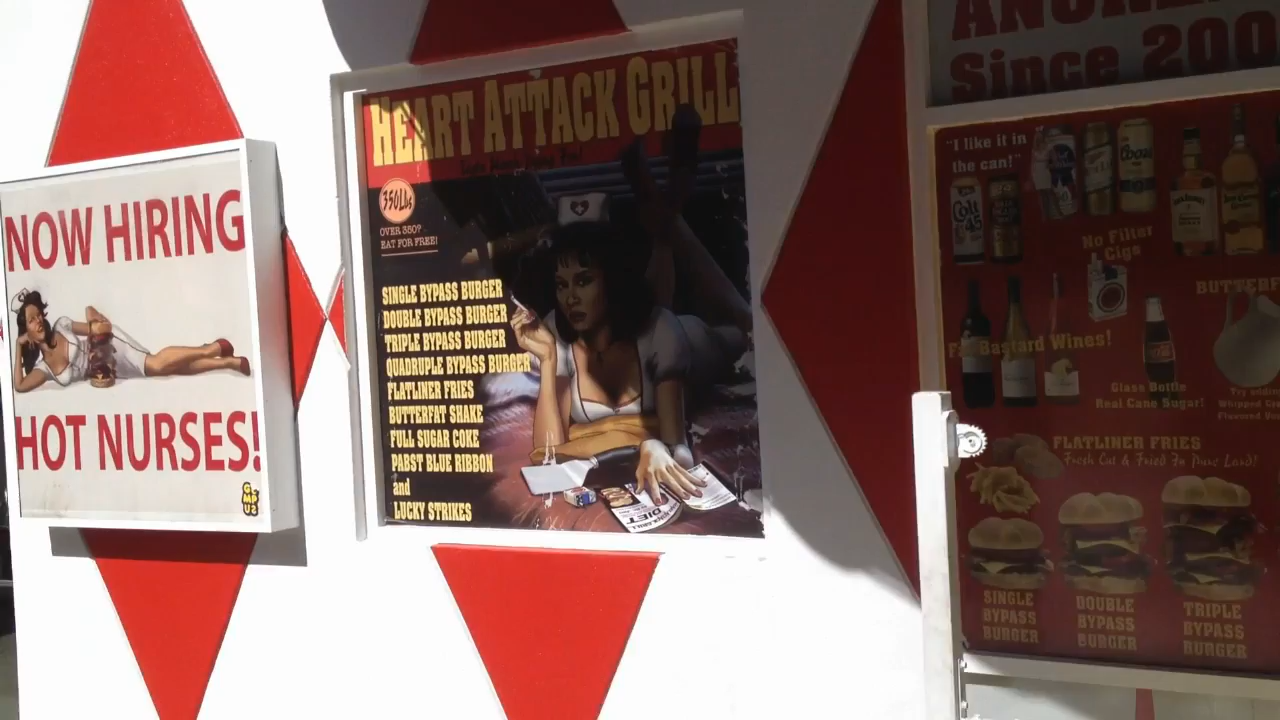 NOW HIRING
HOT NURSES!
HEART ATTACK GRILL
350LBS
OVER 350?
EAT FOR FREE!
SINGLE BYPASS BURGER
DOUBLE BYPASS BURGER
TRIPLE BYPASS BURGER
QUADRUPLE BYPASS BURGER
FLATLINER FRIES
BUTTERFAT SHAKE
FULL SUGAR COKE
PABST BLUE RIBBON
and
LUCKY STRIKES
DIET
Since 200
"I like it in
the can!"
Colt
45
Coors
No Filter
Cigs
BUTTERF
Bastard Wines!
Glass Bottle
Real Cane Sugar!
FLATLINER FRIES
Fresh Cut & Fried In Pure Lard!
SINGLE
BYPASS
BURGER
DOUBLE
BYPASS
BURGER
TRIPLE
BYPASS
BURGER